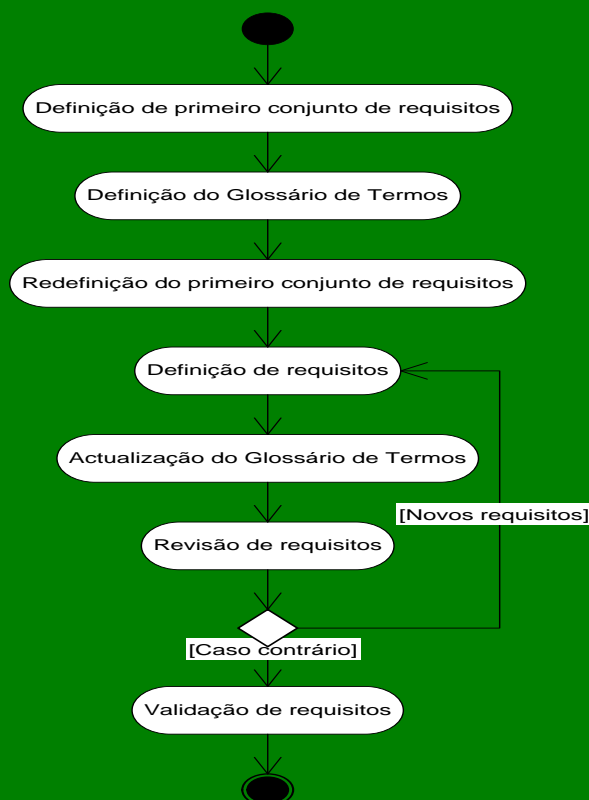 Definição de primeiro conjunto de requisitos
Definição do Glossário de Termos
Redefinição do primeiro conjunto de requisitos
Definição de requisitos
Actualização do Glossário de Termos
[Novos requisitos]
Revisão de requisitos
[Caso contrário]
Validação de requisitos